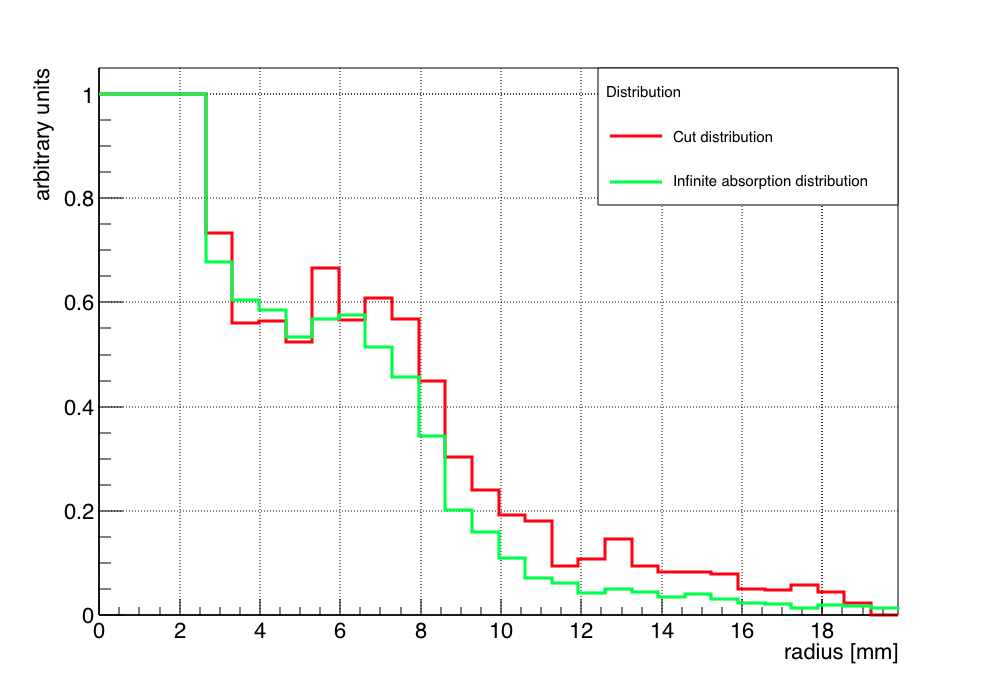 arbitrary units
1
0.8
0.6
0.4
0.2
0
0 2 4 6 8 10 12 14 16 18
radius [mm]
Distribution
Cut distribution
Infinite absorption distribution